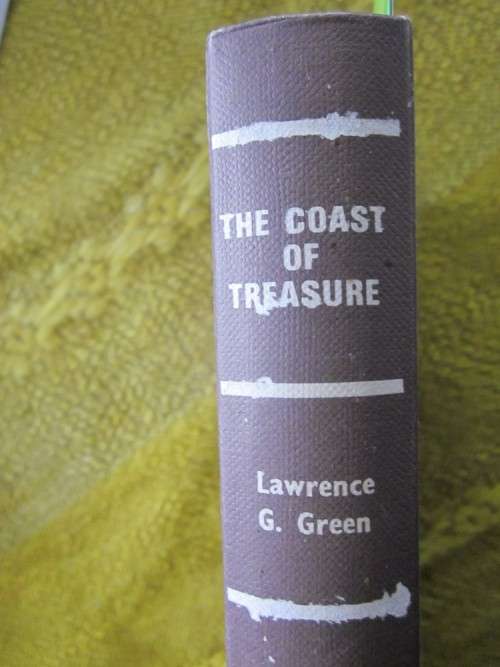 THE COAST
OF
TREASURE
Lawrence
G. Green